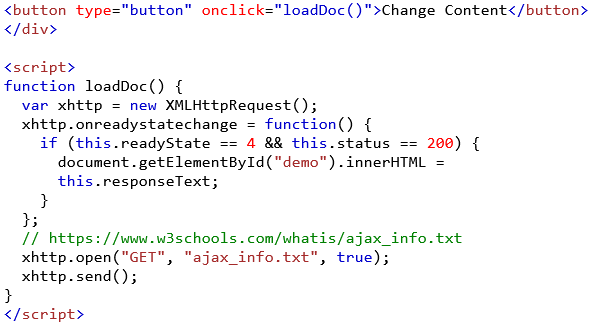 <button type="button" onclick="loadDoc()">Change Content</button>
</div>

<script>
function loadDoc() {
  var xhttp = new XMLHttpRequest();
  xhttp.onreadystatechange = function() {
    if (this.readyState == 4 && this.status == 200) {
      document.getElementById("demo").innerHTML =
      this.responseText;
    }
  };
  // https://www.w3schools.com/whatis/ajax_info.txt
  xhttp.open("GET", "ajax_info.txt", true);
  xhttp.send();
}
</script>